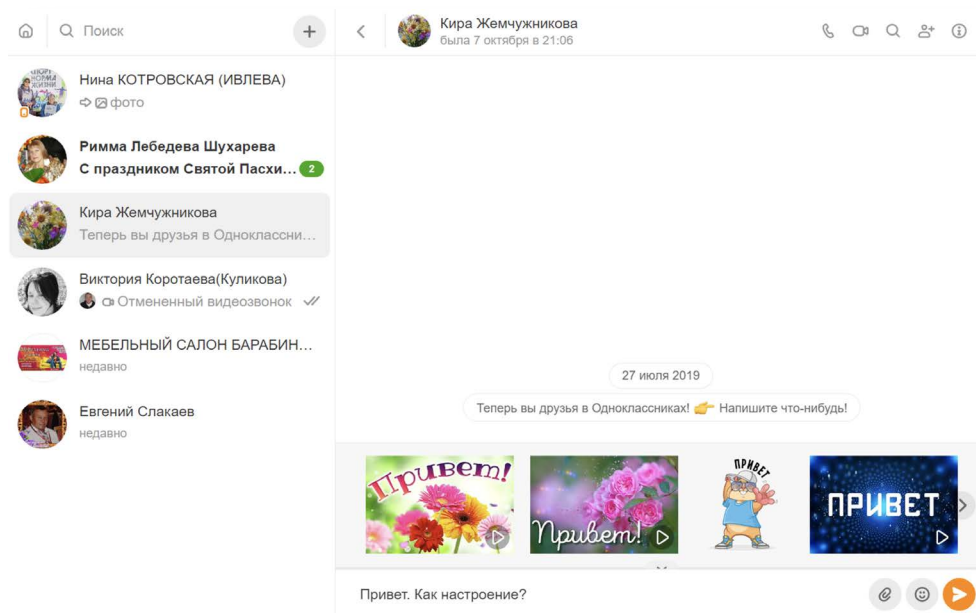 Поиск
Кира Жемчужникова
была 7 октября в 21:06
Нина КОТРОВСКАЯ (ИВЛЕВА)
фото
Римма Лебедева Шухарева
С праздником Святой Пасхи... 2
Кира Жемчужникова
Теперь вы друзья в Одноклассни...
Виктория Коротаева(Куликова)
Отмененный видеозвонок
МЕБЕЛЬНЫЙ САЛОН БАРАБИН...
недавно
Евгений Слакаев
недавно
27 июля 2019
Теперь вы друзья в Одноклассниках! 👉 Напишите что-нибудь!
Привет!
Привет!
ПРИВЕТ
ПРИВЕТ
Привет. Как настроение?